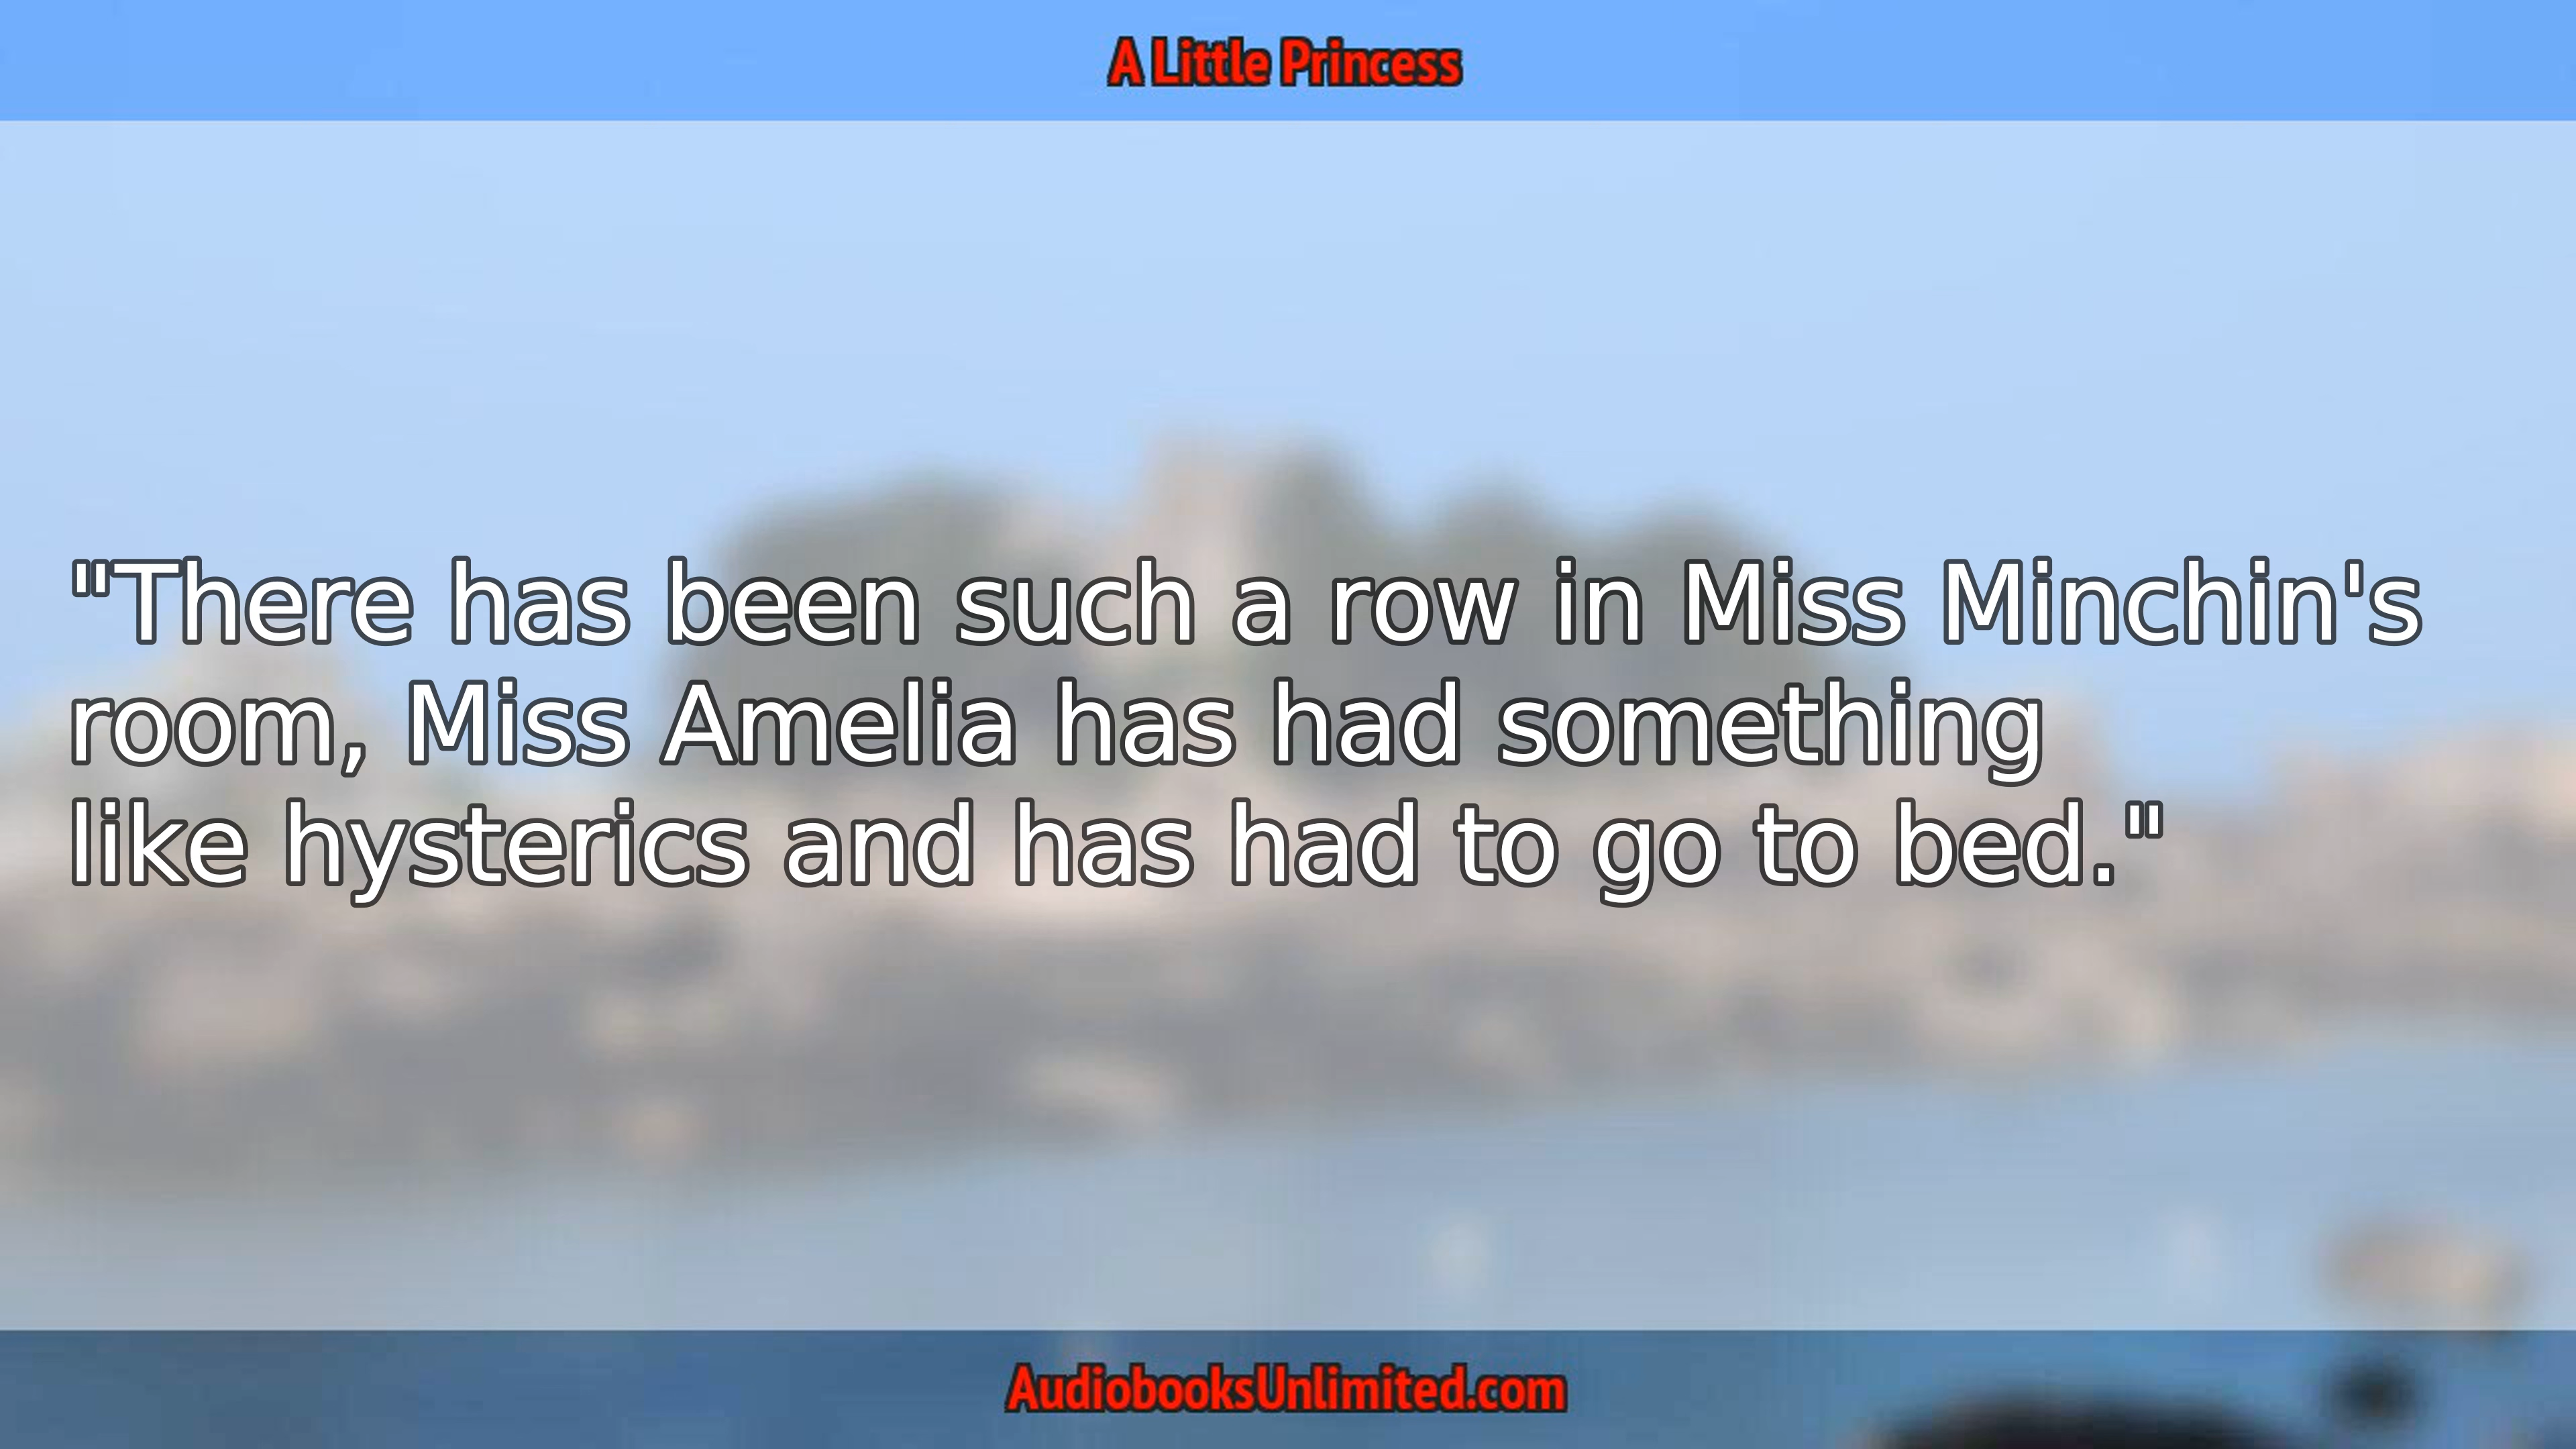 A Little Princess
"There has been such a row in Miss Minchin's
room, Miss Amelia has had something
like hysterics and has had to go to bed."
AudiobooksUnlimited.com